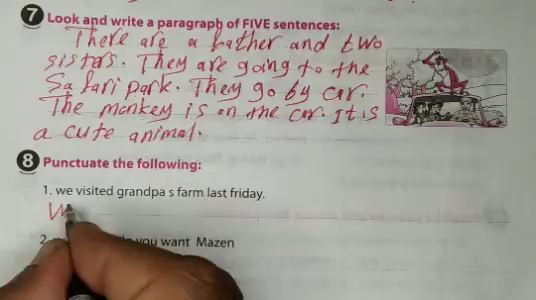 7 Look and write a paragraph of FIVE sentences:
There are a father and two
sisters. They are going to the
Safari park. They go by car.
The monkey is on the car. It is
a cute animal.
8 Punctuate the following:
1. we visited grandpa s farm last friday.
W
2. you want Mazen